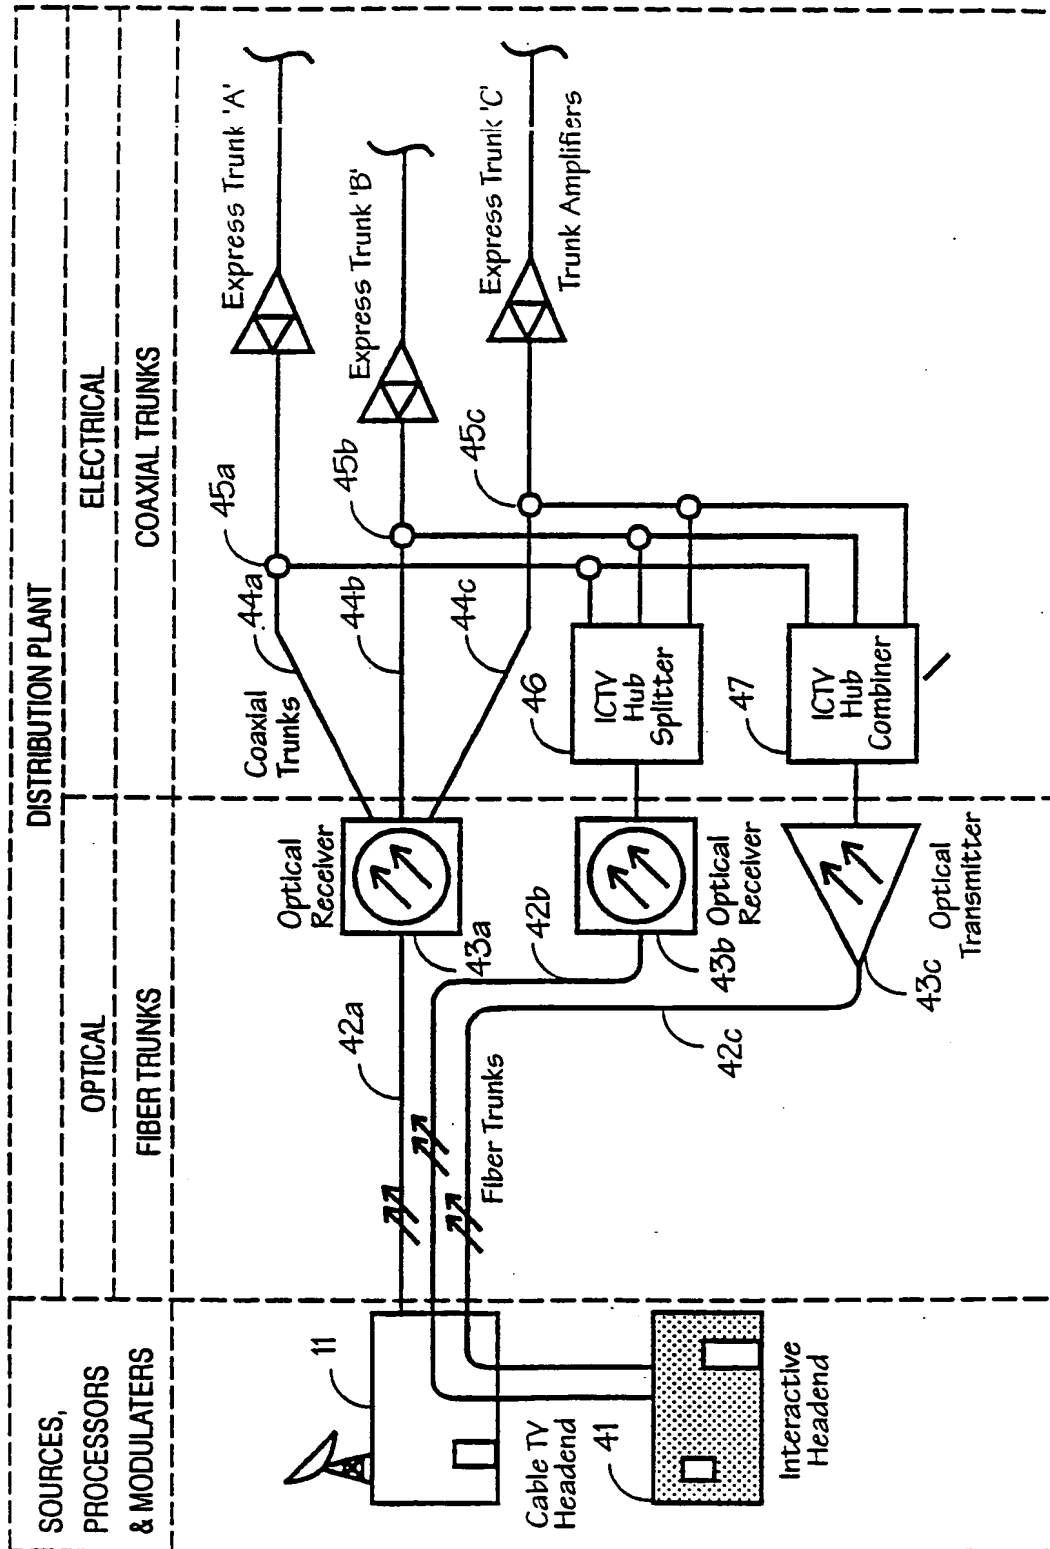 DISTRIBUTION PLANT
SOURCES,
PROCESSORS
& MODULATERS
OPTICAL
ELECTRICAL
FIBER TRUNKS
COAXIAL TRUNKS
11
Cable TV
Headend
41
Interactive
Headend
42a
Fiber Trunks
42b
42c
Optical
Receiver
43a
Optical
Receiver
43b
Optical
Transmitter
43c
Coaxial
Trunks
44a
44b
44c
45a
45b
45c
46
ICTV
Hub
Splitter
47
ICTV
Hub
Combiner
Express Trunk 'A'
Express Trunk 'B'
Express Trunk 'C'
Trunk Amplifiers